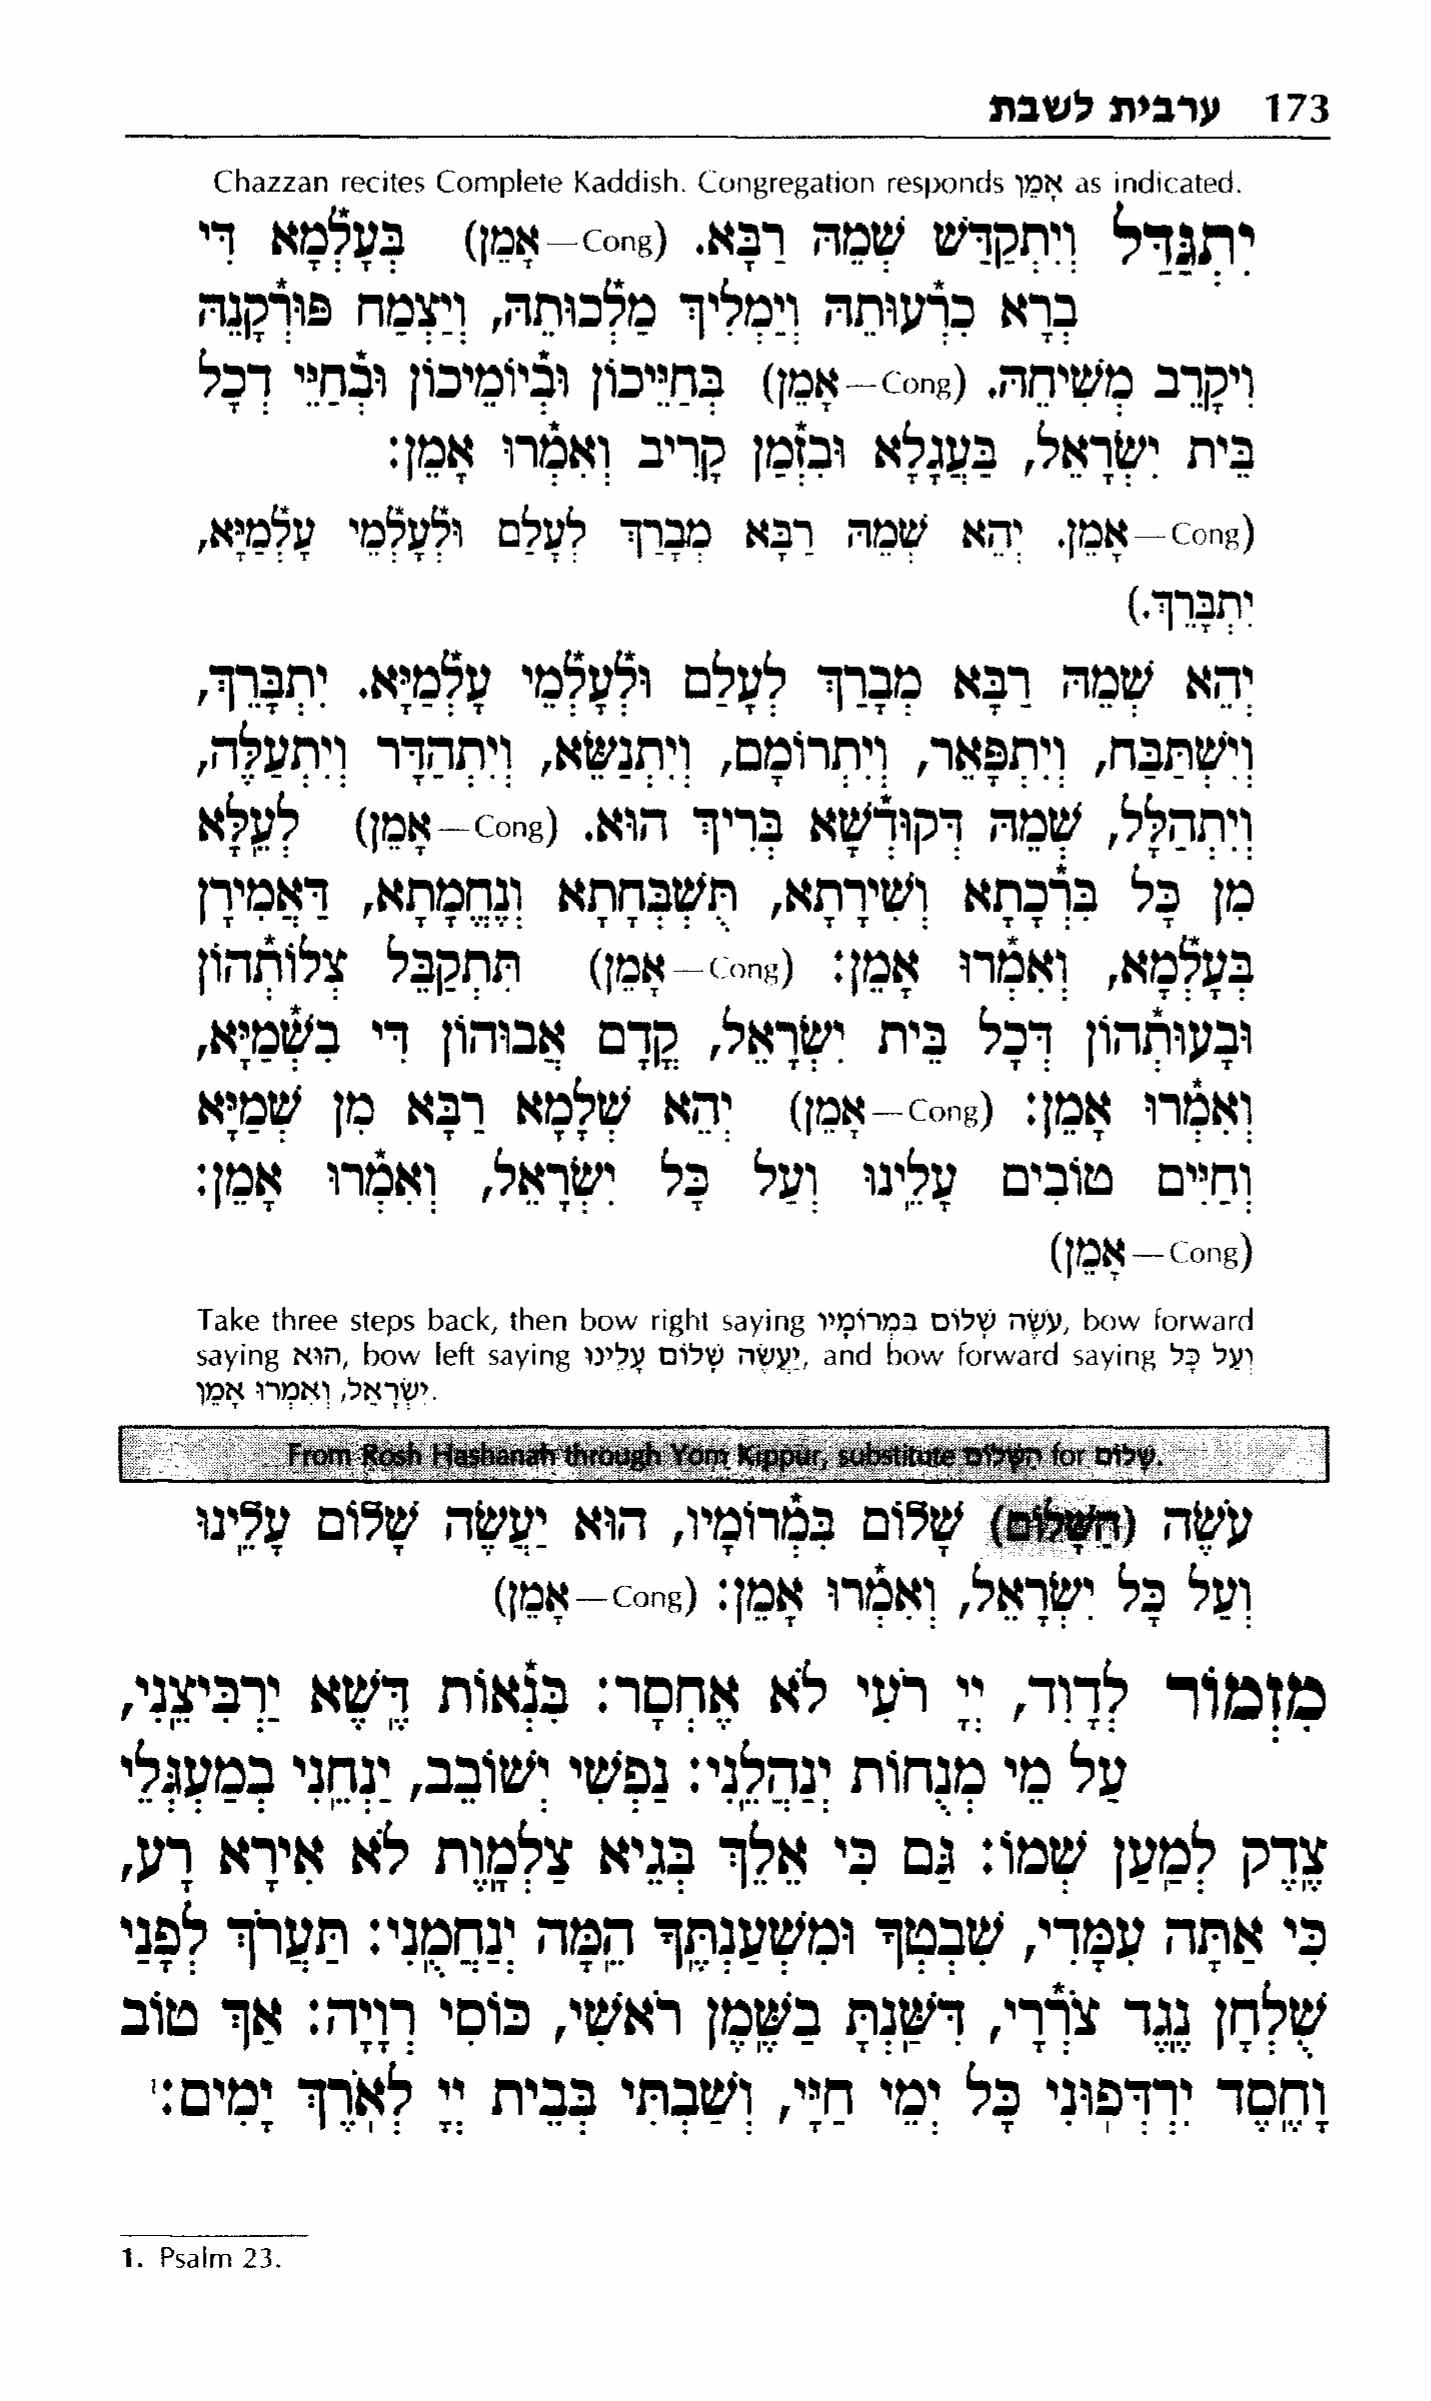 173 ערבית לשבת
Chazzan recites Complete Kaddish. Congregation responds אָמֵן as indicated.
יִתְגַּדַּל וְיִתְקַדַּשׁ שְׁמֵהּ רַבָּא. (Cong—אָמֵן) בְּעָלְ֯מָא דִּי
בְרָא כִרְ֯עוּתֵהּ וְיַמְלִיךְ מַלְ֯כוּתֵהּ, וְיַצְמַח פּוּרְ֯קָנֵהּ
וִיקָרֵב מְשִׁיחֵהּ. (Cong—אָמֵן) בְּחַיֵּיכוֹן וּבְ֯יוֹמֵיכוֹן וּבְ֯חַיֵּי דְכָל
בֵּית יִשְׂרָאֵל, בַּעֲגָלָא וּבִזְ֯מַן קָרִיב וְאִמְ֯רוּ אָמֵן:
(Cong—אָמֵן. יְהֵא שְׁמֵהּ רַבָּא מְבָרַךְ לְעָלַם וּלְ֯עָלְ֯מֵי עָלְ֯מַיָּא,
יִתְבָּרֵךְ.)
יְהֵא שְׁמֵהּ רַבָּא מְבָרַךְ לְעָלַם וּלְ֯עָלְ֯מֵי עָלְ֯מַיָּא. יִתְבָּרֵךְ,
וְיִשְׁתַּבַּח, וְיִתְפָּאֵר, וְיִתְרוֹמָם, וְיִתְנַשֵּׂא, וְיִתְהַדָּר וְיִתְעַלֶּה,
וְיִתְהַלָּל, שְׁמֵהּ דְּקוּדְ֯שָׁא בְּרִיךְ הוּא. (Cong—אָמֵן) לְעֵֽלָּא
מִן כָּל בִּרְ֯כָתָא וְשִׁירָתָא, תֻּשְׁבְּחָתָא וְנֶחֱמָתָא, דַּאֲמִירָן
בְּעָלְ֯מָא, וְאִמְ֯רוּ אָמֵן: (Cong—אָמֵן) תִּתְקַבֵּל צְלוֹתְ֯הוֹן
וּבָעוּתְ֯הוֹן דְּכָל בֵּית יִשְׂרָאֵל, קֳדָם אֲבוּהוֹן דִּי בִשְׁ֯מַיָּא,
וְאִמְ֯רוּ אָמֵן: (Cong—אָמֵן) יְהֵא שְׁלָמָא רַבָּא מִן שְׁמַיָּא
וְחַיִּים טוֹבִים עָלֵֽינוּ וְעַל כָּל יִשְׂרָאֵל, וְאִמְ֯רוּ אָמֵן:
(Cong—אָמֵן)
Take three steps back, then bow right saying עֹשֶׂה שָׁלוֹם בִּמְרוֹמָיו, bow forward
saying הוּא, bow left saying יַעֲשֶׂה שָׁלוֹם עָלֵינוּ, and bow forward saying וְעַל כָּל
יִשְׂרָאֵל, וְאִמְרוּ אָמֵן.
From Rosh Hashanah through Yom Kippur, substitute הַשָּׁלוֹם for שָׁלוֹם.
עֹשֶׂה (הַשָּׁלוֹם) שָׁלוֹם בִּמְ֯רוֹמָיו, הוּא יַעֲשֶׂה שָׁלוֹם עָלֵֽינוּ
וְעַל כָּל יִשְׂרָאֵל, וְאִמְ֯רוּ אָמֵן: (Cong—אָמֵן)
מִזְמוֹר לְדָוִד, יְיָ רֹעִי לֹא אֶחְסָר: בִּנְ֯אוֹת דֶּֽשֶׁא יַרְבִּיצֵֽנִי,
עַל מֵי מְנֻחוֹת יְנַהֲלֵֽנִי: נַפְשִׁי יְשׁוֹבֵב, יַנְחֵֽנִי בְמַעְגְּלֵי
צֶֽדֶק לְמַֽעַן שְׁמוֹ: גַּם כִּי אֵלֵךְ בְּגֵיא צַלְמָֽוֶת לֹא אִירָא רָע,
כִּי אַתָּה עִמָּדִי, שִׁבְטְךָ וּמִשְׁעַנְתֶּֽךָ הֵֽמָּה יְנַחֲמֻֽנִי: תַּעֲרֹךְ לְפָנַי
שֻׁלְחָן נֶֽגֶד צֹרְ֯רָי, דִּשַּֽׁנְתָּ בַשֶּֽׁמֶן רֹאשִׁי, כּוֹסִי רְוָיָה: אַךְ טוֹב
וָחֶֽסֶד יִרְדְּפֽוּנִי כָּל יְמֵי חַיָּי, וְשַׁבְתִּי בְּבֵית יְיָ לְאֹֽרֶךְ יָמִים:¹
1. Psalm 23.